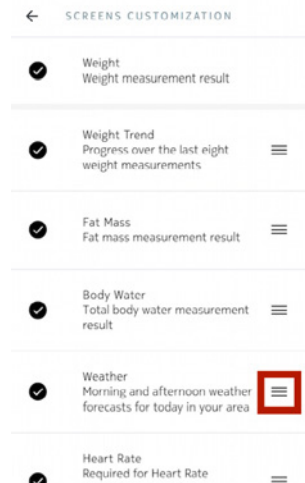 SCREENS CUSTOMIZATION
Weight
Weight measurement result
Weight Trend
Progress over the last eight
weight measurements
Fat Mass
Fat mass measurement result
Body Water
Total body water measurement
result
Weather
Morning and afternoon weather
forecasts for today in your area
Heart Rate
Required for Heart Rate